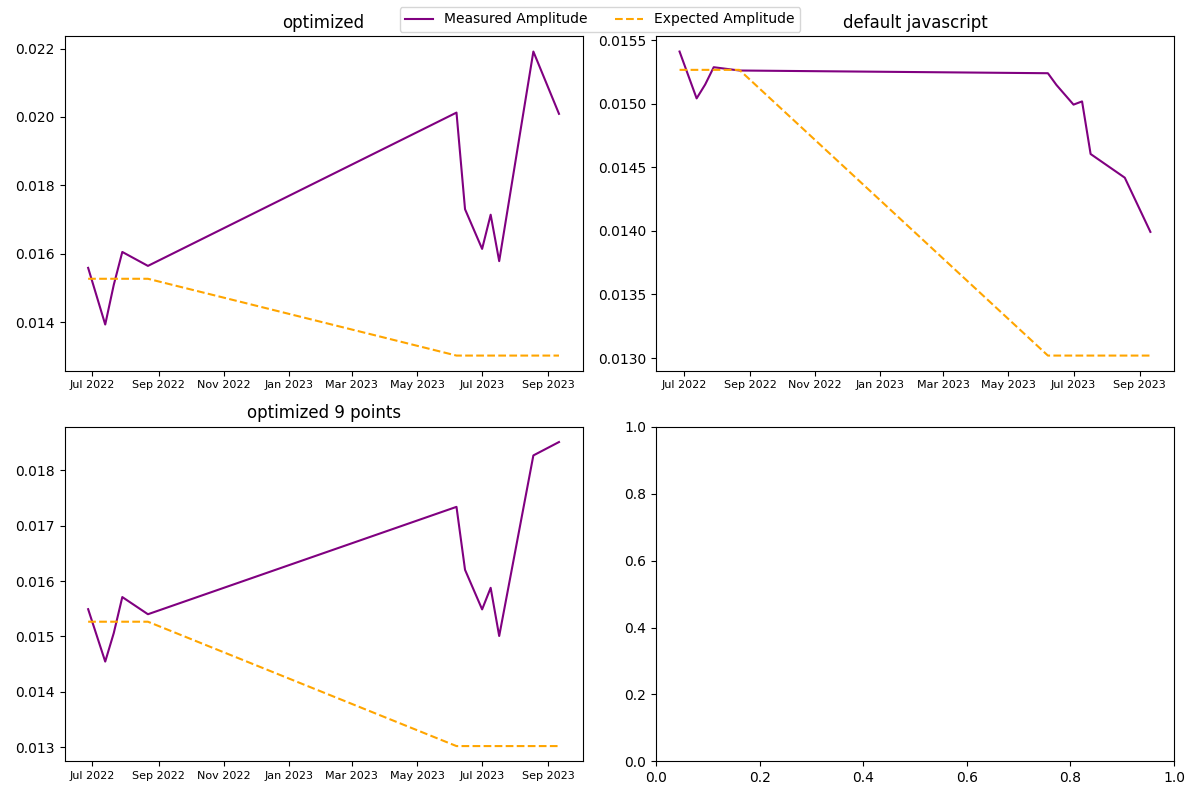 optimized
Measured Amplitude
Expected Amplitude
default javascript
0.022
0.020
0.018
0.016
0.014
Jul 2022 Sep 2022 Nov 2022 Jan 2023 Mar 2023 May 2023 Jul 2023 Sep 2023
0.0155
0.0150
0.0145
0.0140
0.0135
0.0130
Jul 2022 Sep 2022 Nov 2022 Jan 2023 Mar 2023 May 2023 Jul 2023 Sep 2023
optimized 9 points
0.018
0.017
0.016
0.015
0.014
0.013
Jul 2022 Sep 2022 Nov 2022 Jan 2023 Mar 2023 May 2023 Jul 2023 Sep 2023
1.0
0.8
0.6
0.4
0.2
0.0
0.0 0.2 0.4 0.6 0.8 1.0